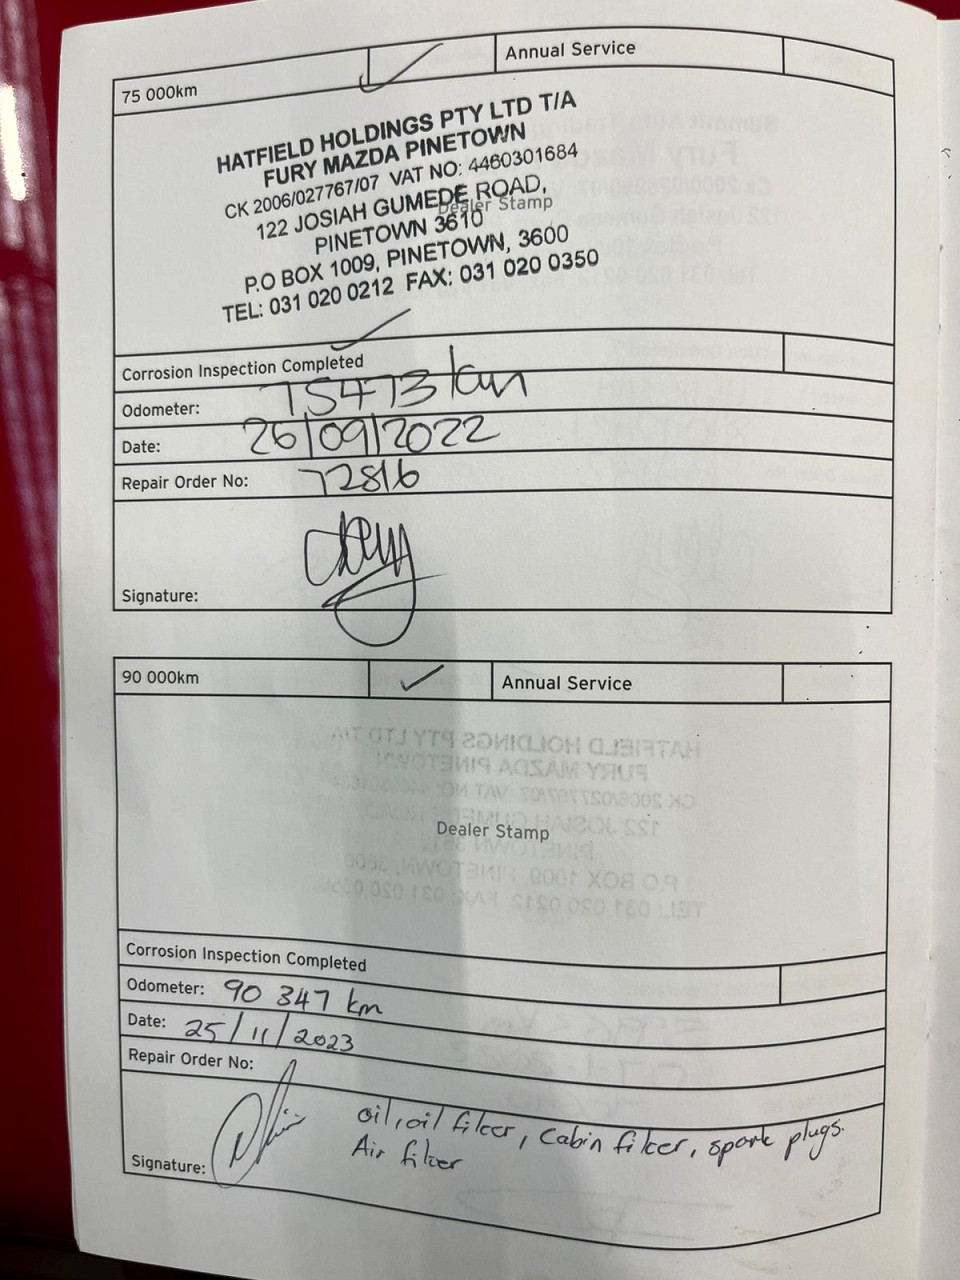 75 000km ✓ Annual Service
HATFIELD HOLDINGS PTY LTD T/A
FURY MAZDA PINETOWN
CK 2006/027767/07 VAT NO: 4460301684
122 JOSIAH GUMEDE ROAD,
Dealer Stamp
PINETOWN 3610
P.O BOX 1009, PINETOWN, 3600
TEL: 031 020 0212 FAX: 031 020 0350
Corrosion Inspection Completed ✓
Odometer: 75473 km
Date: 26/09/2022
Repair Order No: 72816
Signature:
90 000km ✓ Annual Service
Dealer Stamp
Corrosion Inspection Completed
Odometer: 90 347 km
Date: 25/11/2023
Repair Order No:
oil, oil filter, Cabin filter, spark plugs.
Air filter
Signature: